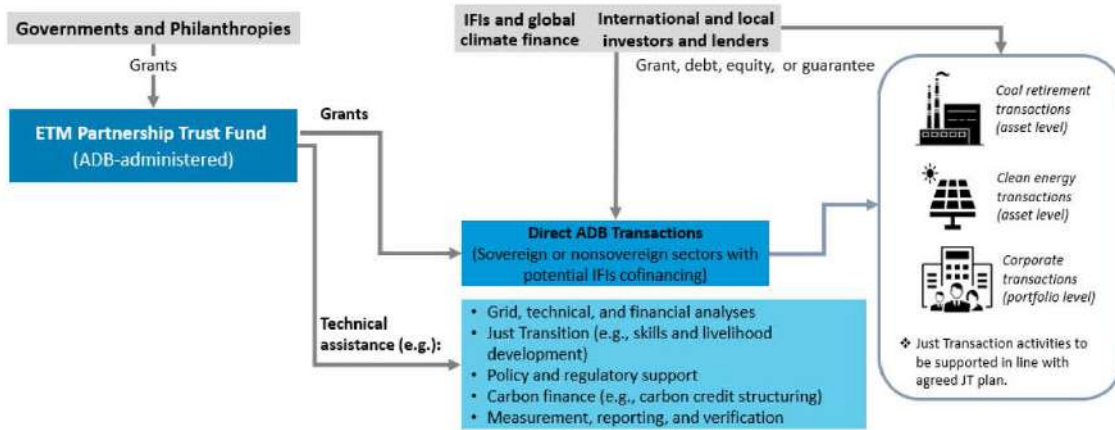 Governments and Philanthropies
Grants
ETM Partnership Trust Fund
(ADB-administered)
Grants
Technical
assistance (e.g.):
IFIs and global
climate finance
International and local
investors and lenders
Grant, debt, equity, or guarantee
Direct ADB Transactions
(Sovereign or nonsovereign sectors with
potential IFIs cofinancing)
• Grid, technical, and financial analyses
• Just Transition (e.g., skills and livelihood
development)
• Policy and regulatory support
• Carbon finance (e.g., carbon credit structuring)
• Measurement, reporting, and verification
Coal retirement
transactions
(asset level)
Clean energy
transactions
(asset level)
Corporate
transactions
(portfolio level)
❖ Just Transaction activities to
be supported in line with
agreed JT plan.